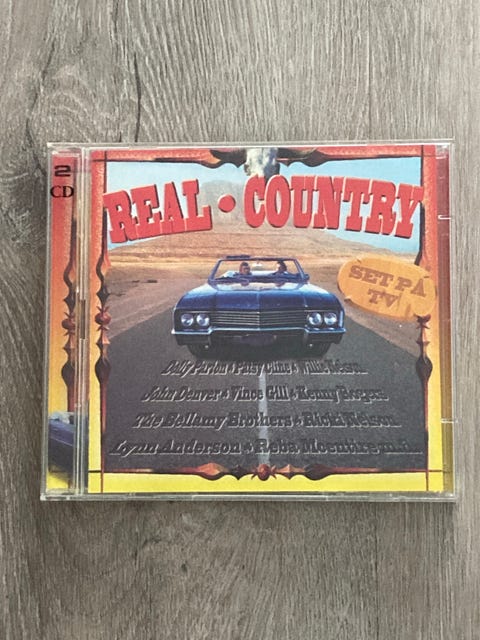 2
CD
REAL • COUNTRY
SET PÅ
TV
Dolly Parton • Patsy Cline • Willie Nelson
John Denver • Vince Gill • Kenny Rogers
The Bellamy Brothers • Ricki Nelson
Lynn Anderson • Reba Mcentire m.fl.